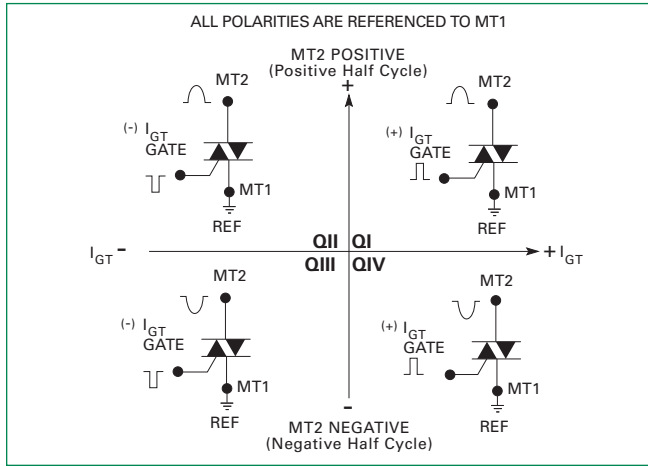 ALL POLARITIES ARE REFERENCED TO MT1
MT2 POSITIVE
(Positive Half Cycle)
+
MT2
(-) IGT
GATE
MT1
REF
MT2
(+) IGT
GATE
MT1
REF
IGT -
QII QI
QIII QIV
+ IGT
MT2
(-) IGT
GATE
MT1
REF
MT2
(+) IGT
GATE
MT1
REF
-
MT2 NEGATIVE
(Negative Half Cycle)